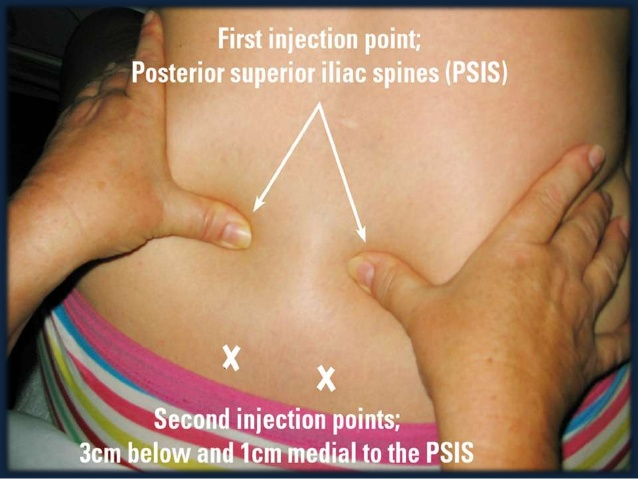 First injection point;
Posterior superior iliac spines (PSIS)
x
x
Second injection points;
3cm below and 1cm medial to the PSIS